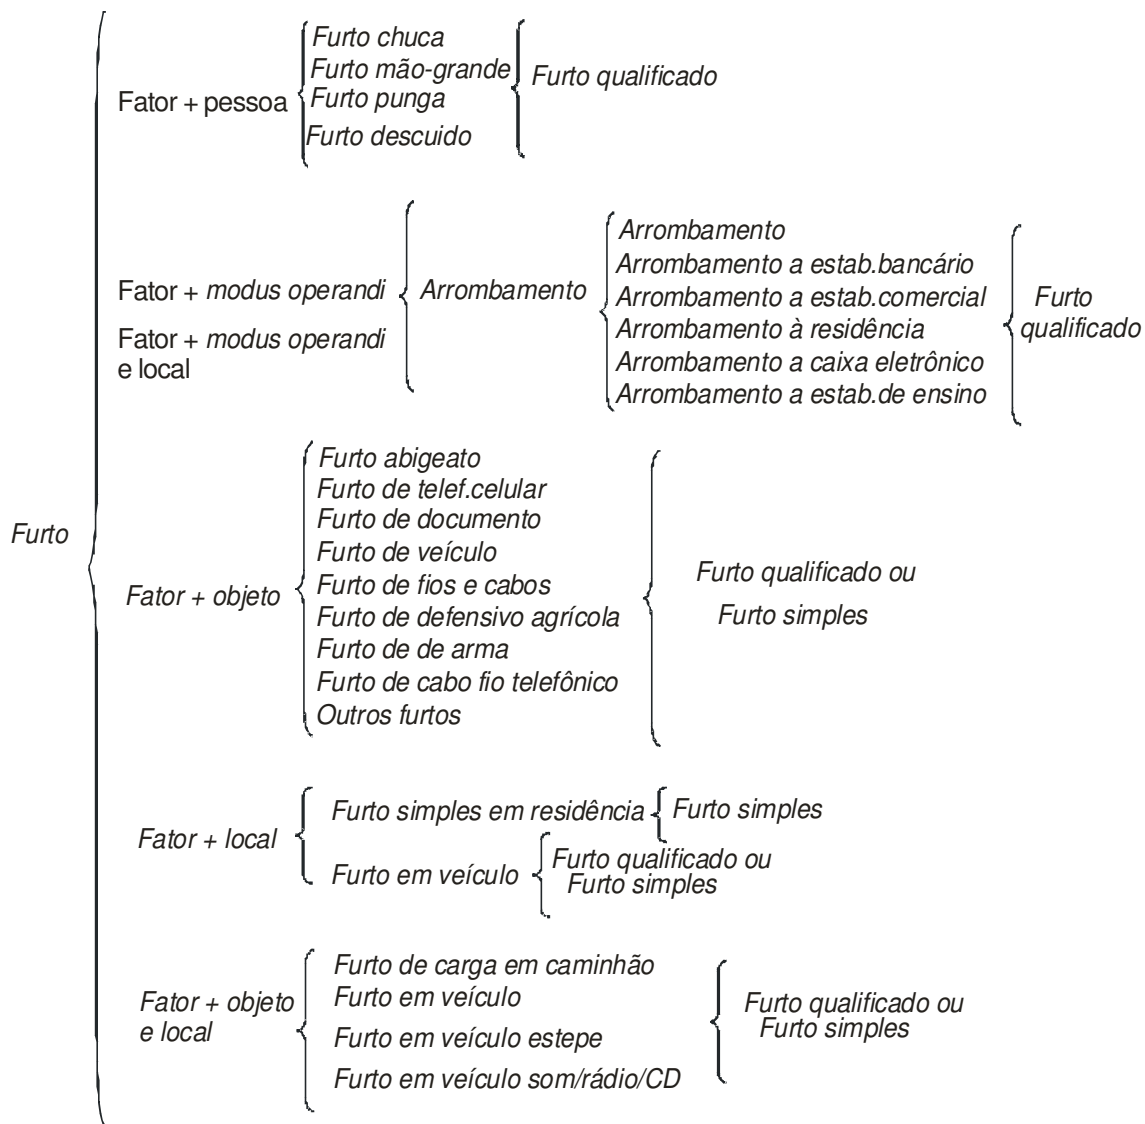 Furto
Fator + pessoa
Furto chuca
Furto mão-grande
Furto punga
Furto descuido
Furto qualificado
Fator + modus operandi
Fator + modus operandi
e local
Arrombamento
Arrombamento
Arrombamento a estab.bancário
Arrombamento a estab.comercial
Arrombamento à residência
Arrombamento a caixa eletrônico
Arrombamento a estab.de ensino
Furto
qualificado
Fator + objeto
Furto abigeato
Furto de telef.celular
Furto de documento
Furto de veículo
Furto de fios e cabos
Furto de defensivo agrícola
Furto de de arma
Furto de cabo fio telefônico
Outros furtos
Furto qualificado ou
Furto simples
Fator + local
Furto simples em residência
Furto simples
Furto em veículo
Furto qualificado ou
Furto simples
Fator + objeto
e local
Furto de carga em caminhão
Furto em veículo
Furto em veículo estepe
Furto em veículo som/rádio/CD
Furto qualificado ou
Furto simples